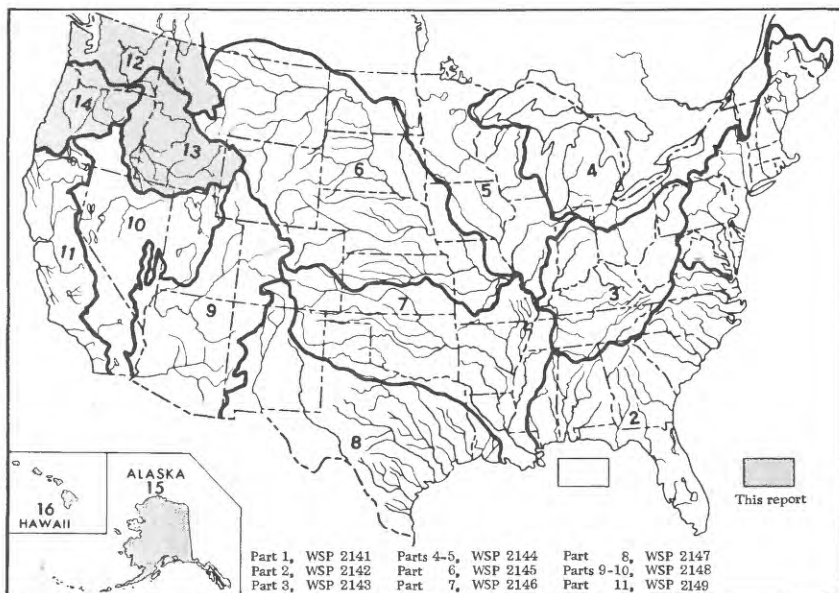 12
14
13
6
5
4
1
10
11
9
7
3
8
2
ALASKA
15
16
HAWAII
This report
Part 1, WSP 2141 Parts 4-5, WSP 2144 Part 8, WSP 2147
Part 2, WSP 2142 Part 6, WSP 2145 Parts 9-10, WSP 2148
Part 3, WSP 2143 Part 7, WSP 2146 Part 11, WSP 2149